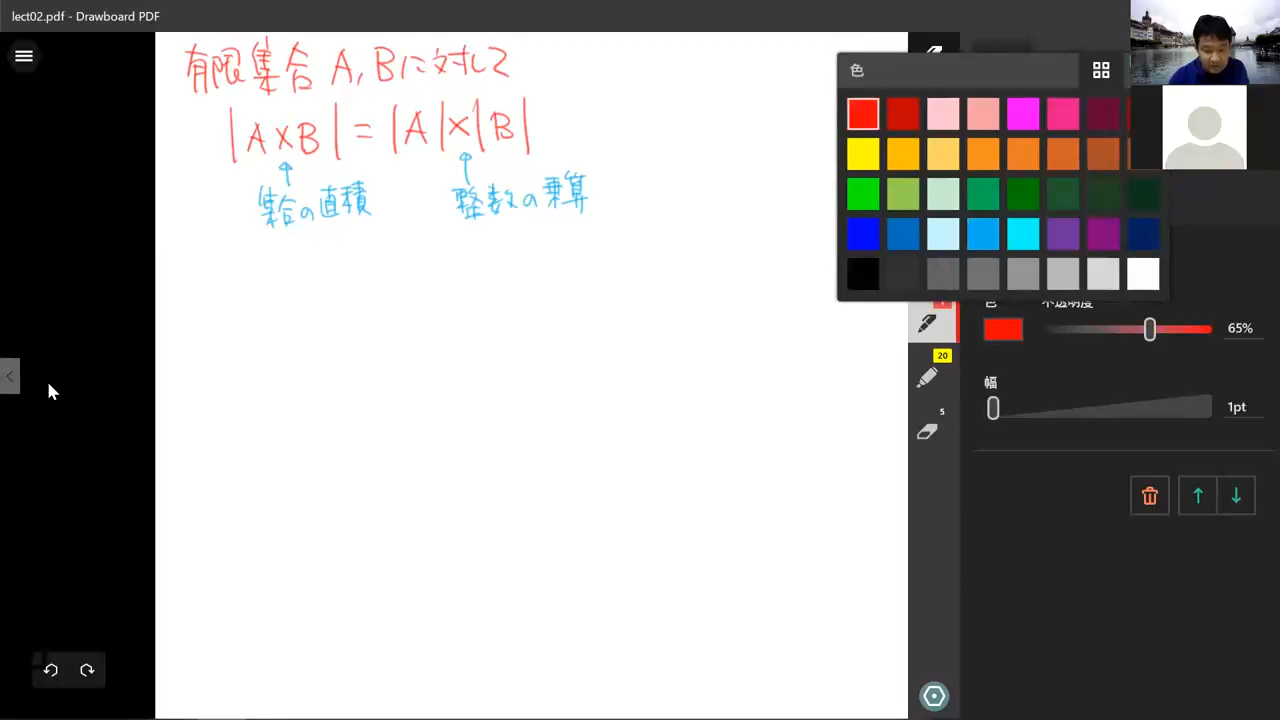 lect02.pdf - Drawboard PDF
有限集合 A, B に対して
|A×B| = |A|×|B|
↑ ↑
集合の直積 整数の乗算
色
不透明度
65%
20
幅
1pt
5